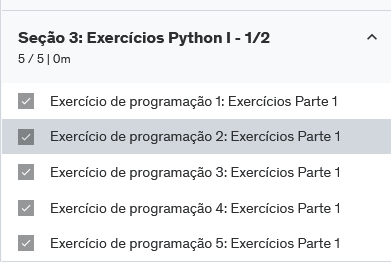 Seção 3: Exercícios Python I - 1/2
5 / 5 | 0m
Exercício de programação 1: Exercícios Parte 1
Exercício de programação 2: Exercícios Parte 1
Exercício de programação 3: Exercícios Parte 1
Exercício de programação 4: Exercícios Parte 1
Exercício de programação 5: Exercícios Parte 1